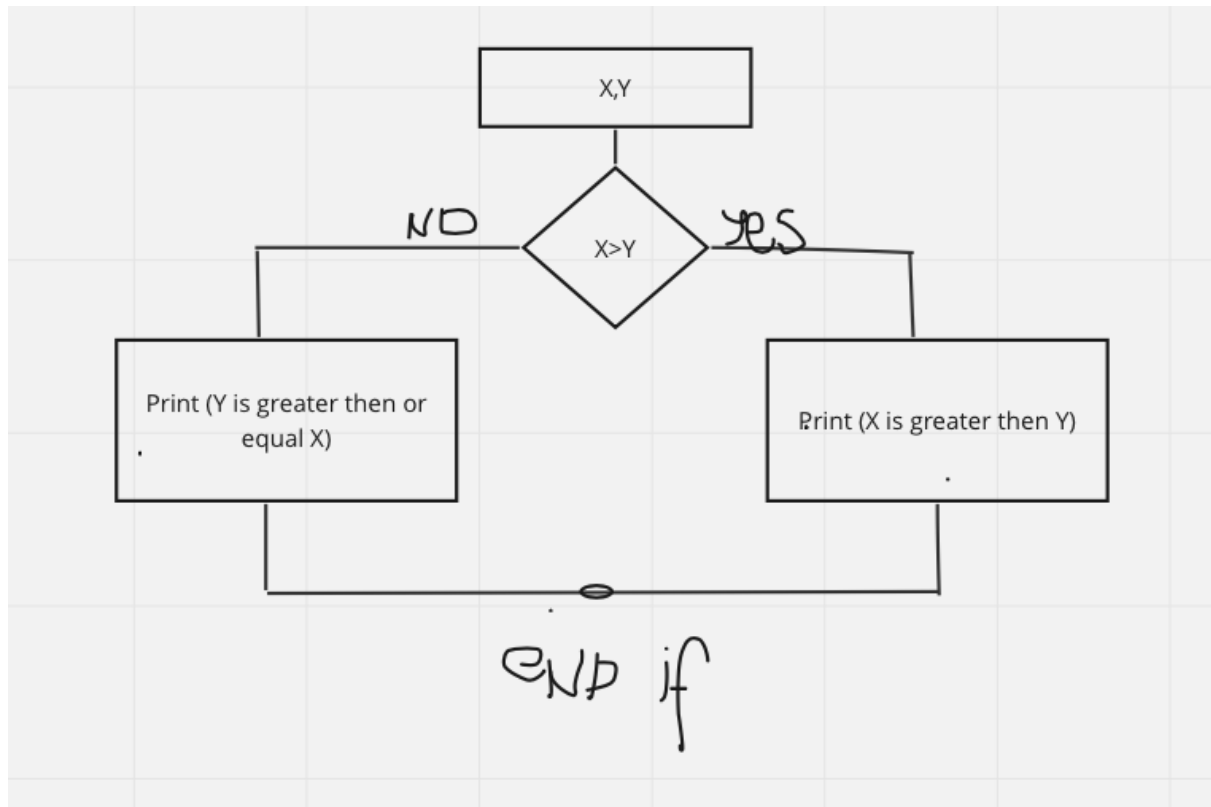 X,Y
NO
X>Y
yes
Print (Y is greater then or
equal X)
Print (X is greater then Y)
END if